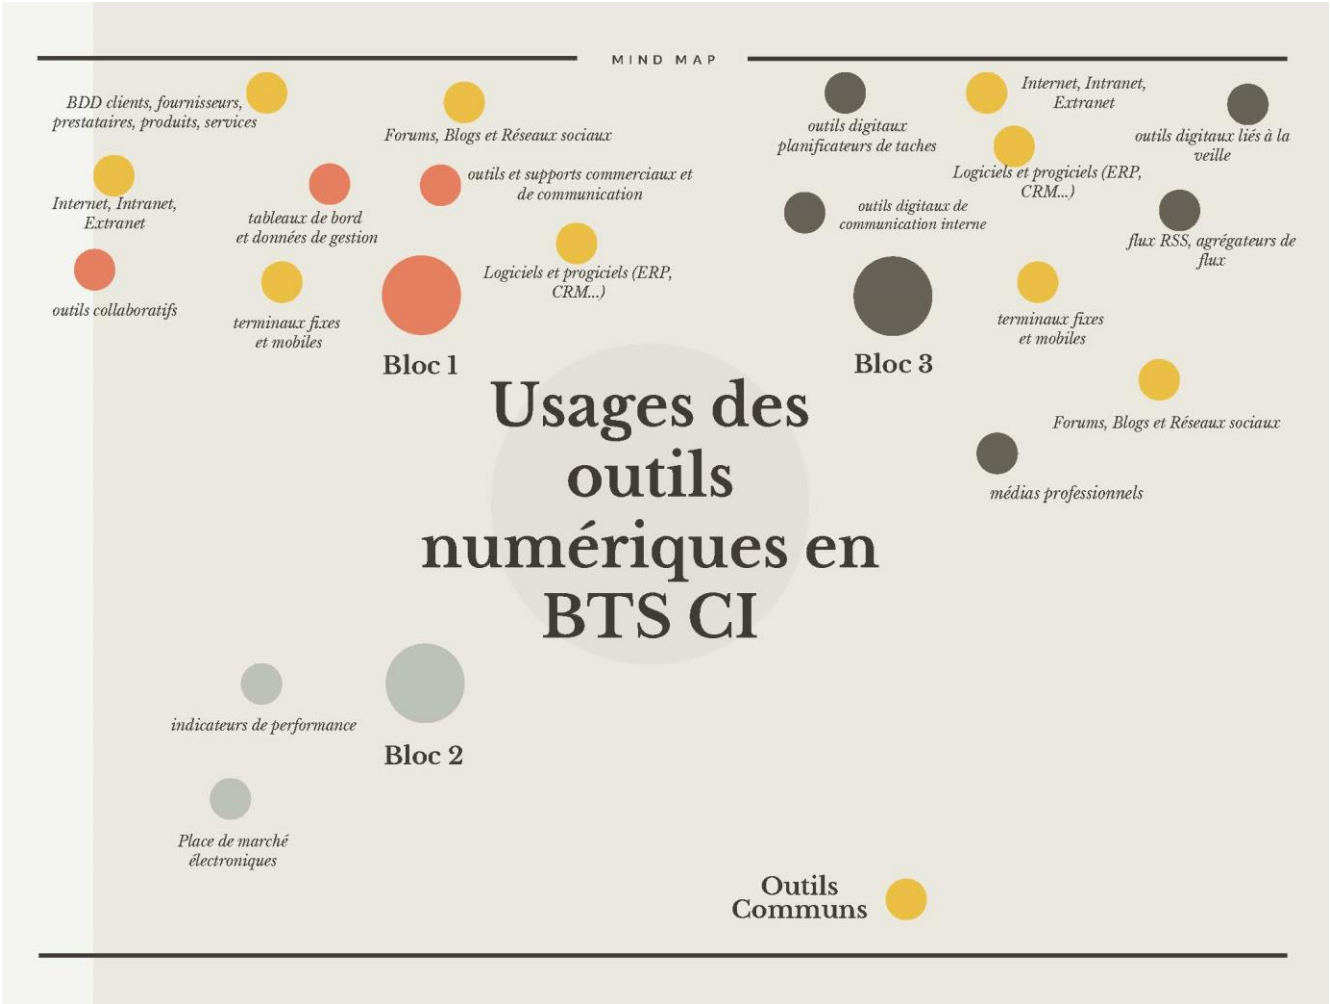 MIND MAP
BDD clients, fournisseurs,
prestataires, produits, services
Forums, Blogs et Réseaux sociaux
Internet, Intranet,
Extranet
tableaux de bord
et données de gestion
outils et supports commerciaux et
de communication
outils collaboratifs
terminaux fixes
et mobiles
Logiciels et progiciels (ERP,
CRM...)
Bloc 1
outils digitaux
planificateurs de taches
Internet, Intranet,
Extranet
outils digitaux liés à la
veille
Logiciels et progiciels (ERP,
CRM...)
outils digitaux de
communication interne
flux RSS, agrégateurs de
flux
terminaux fixes
et mobiles
Bloc 3
Forums, Blogs et Réseaux sociaux
médias professionnels
Usages des
outils
numériques en
BTS CI
indicateurs de performance
Bloc 2
Place de marché
électroniques
Outils
Communs